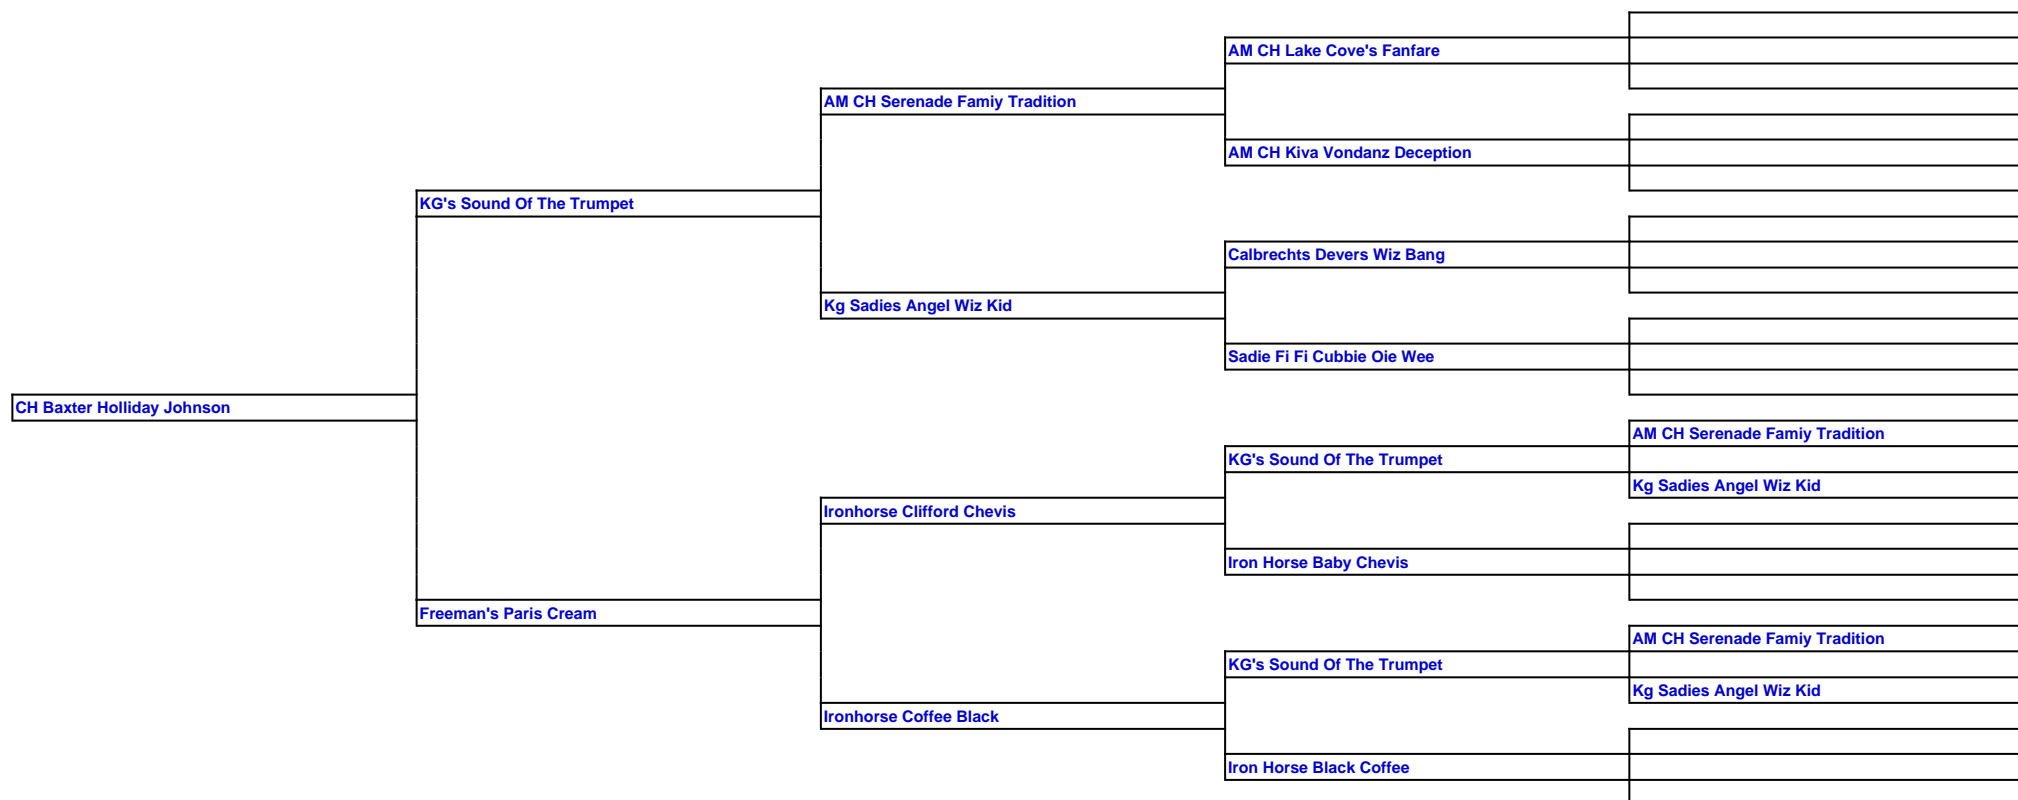 AM CH Lake Cove's Fanfare
AM CH Serenade Famiy Tradition
AM CH Kiva Vondanz Deception
KG's Sound Of The Trumpet
Calbrechts Devers Wiz Bang
Kg Sadies Angel Wiz Kid
Sadie Fi Fi Cubbie Oie Wee
CH Baxter Holliday Johnson
AM CH Serenade Famiy Tradition
KG's Sound Of The Trumpet
Kg Sadies Angel Wiz Kid
Ironhorse Clifford Chevis
Iron Horse Baby Chevis
Freeman's Paris Cream
AM CH Serenade Famiy Tradition
KG's Sound Of The Trumpet
Kg Sadies Angel Wiz Kid
Ironhorse Coffee Black
Iron Horse Black Coffee